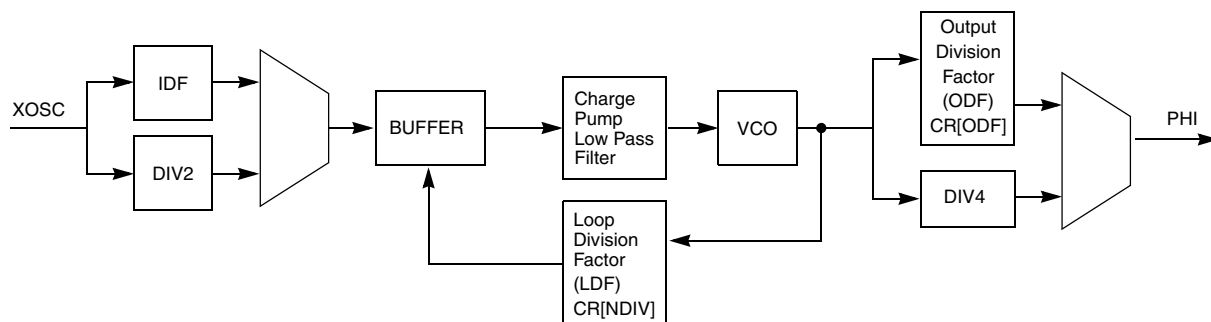 XOSC
IDF
DIV2
BUFFER
Charge
Pump
Low Pass
Filter
VCO
Loop
Division
Factor
(LDF)
CR[NDIV]
Output
Division
Factor
(ODF)
CR[ODF]
DIV4
PHI